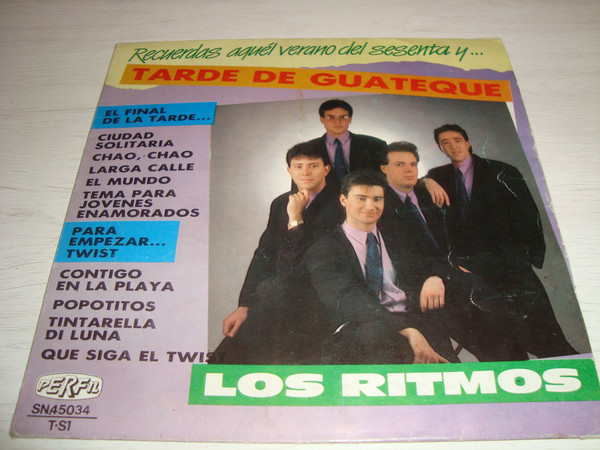 Recuerdas aquél verano del sesenta y...
TARDE DE GUATEQUE
EL FINAL
DE LA TARDE...
CIUDAD
SOLITARIA
CHAO, CHAO
LARGA CALLE
EL MUNDO
TEMA PARA
JOVENES
ENAMORADOS
PARA
EMPEZAR...
TWIST
CONTIGO
EN LA PLAYA
POPOTITOS
TINTARELLA
DI LUNA
QUE SIGA EL TWIST
LOS RITMOS
PERFIL
SN45034
T-S1